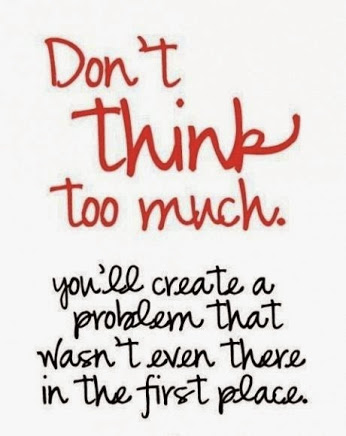 Don't
think
too much.
you'll create a
problem that
wasn't even there
in the first place.